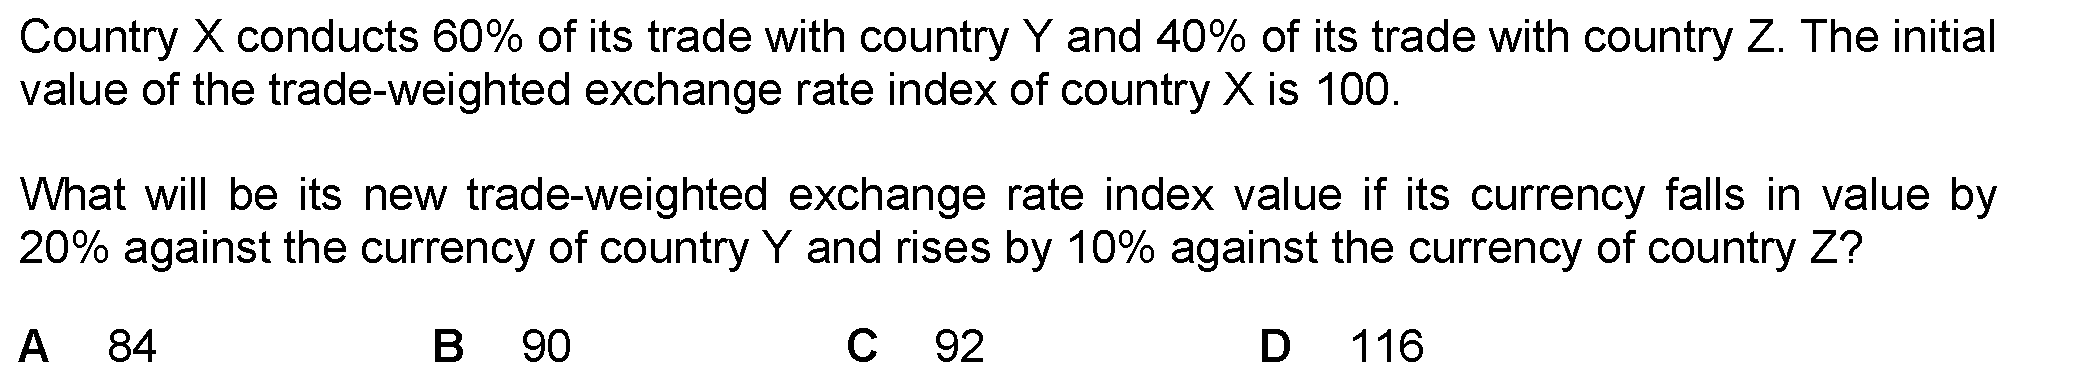 Country X conducts 60% of its trade with country Y and 40% of its trade with country Z. The initial
value of the trade-weighted exchange rate index of country X is 100.
What will be its new trade-weighted exchange rate index value if its currency falls in value by
20% against the currency of country Y and rises by 10% against the currency of country Z?
A 84 B 90 C 92 D 116